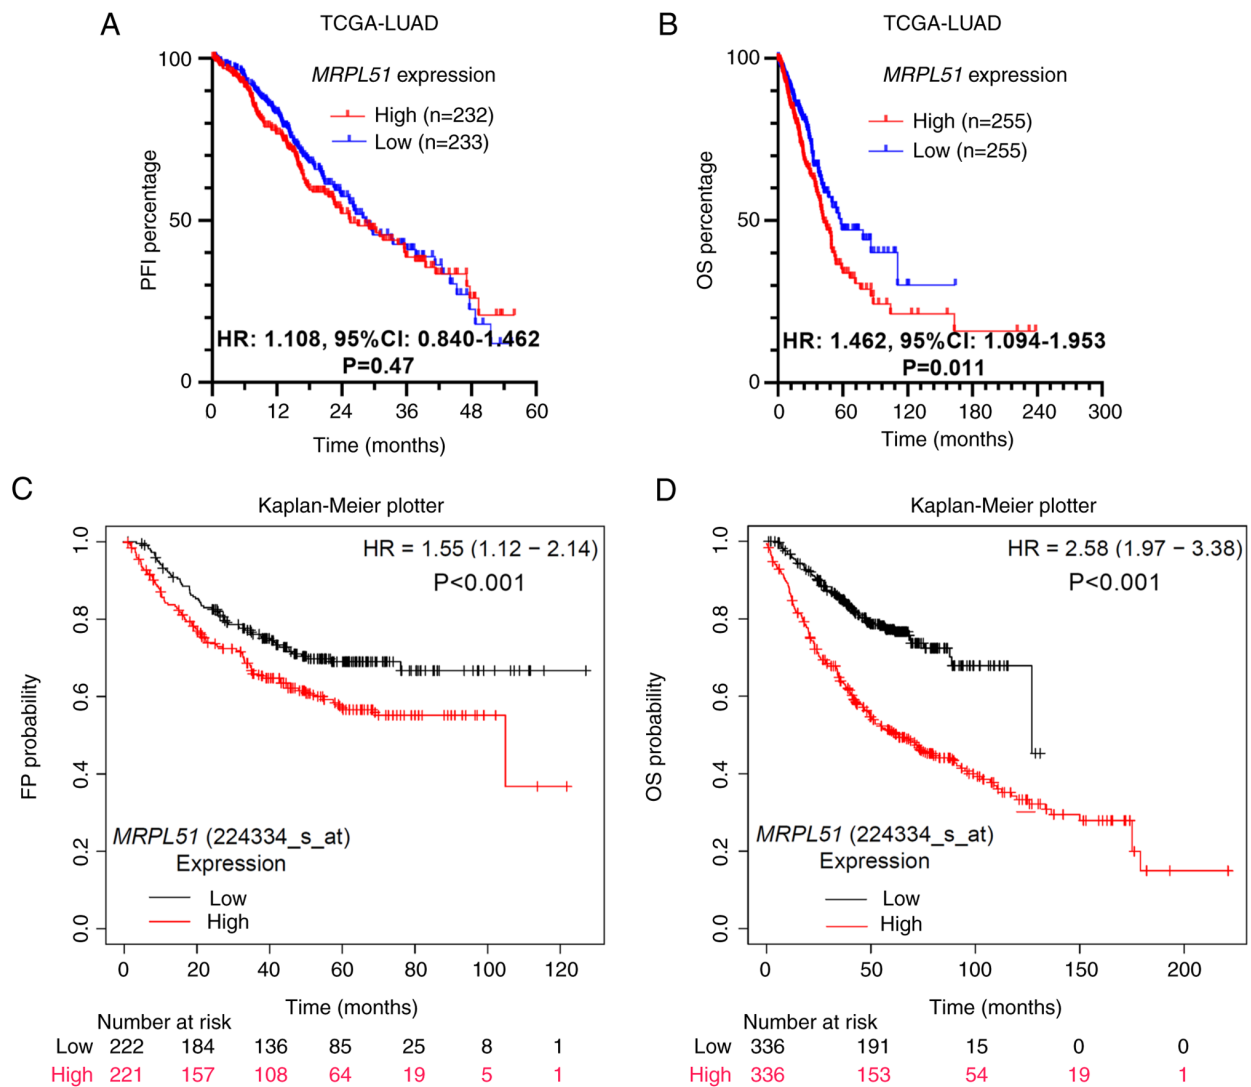 A
TCGA-LUAD
MRPL51 expression
High (n=232)
Low (n=233)
PFI percentage
100
50
0
HR: 1.108, 95%CI: 0.840-1.462
P=0.47
0 12 24 36 48 60
Time (months)
B
TCGA-LUAD
MRPL51 expression
High (n=255)
Low (n=255)
OS percentage
100
50
0
HR: 1.462, 95%CI: 1.094-1.953
P=0.011
0 60 120 180 240 300
Time (months)
C
Kaplan-Meier plotter
HR = 1.55 (1.12 − 2.14)
P<0.001
FP probability
1.0
0.8
0.6
0.4
0.2
0.0
MRPL51 (224334_s_at)
Expression
Low
High
0 20 40 60 80 100 120
Time (months)
Number at risk
Low 222 184 136 85 25 8 1
High 221 157 108 64 19 5 1
D
Kaplan-Meier plotter
HR = 2.58 (1.97 − 3.38)
P<0.001
OS probability
1.0
0.8
0.6
0.4
0.2
0.0
MRPL51 (224334_s_at)
Expression
Low
High
0 50 100 150 200
Time (months)
Number at risk
Low 336 191 15 0 0
High 336 153 54 19 1